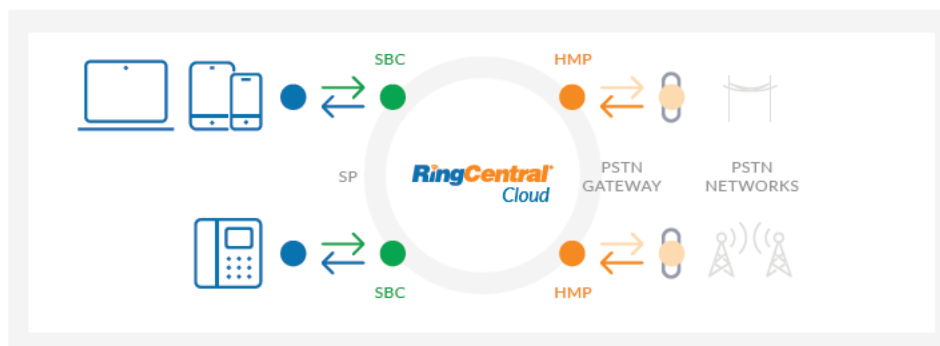 SBC
HMP
SP
RingCentral
Cloud
PSTN
GATEWAY
PSTN
NETWORKS
SBC
HMP